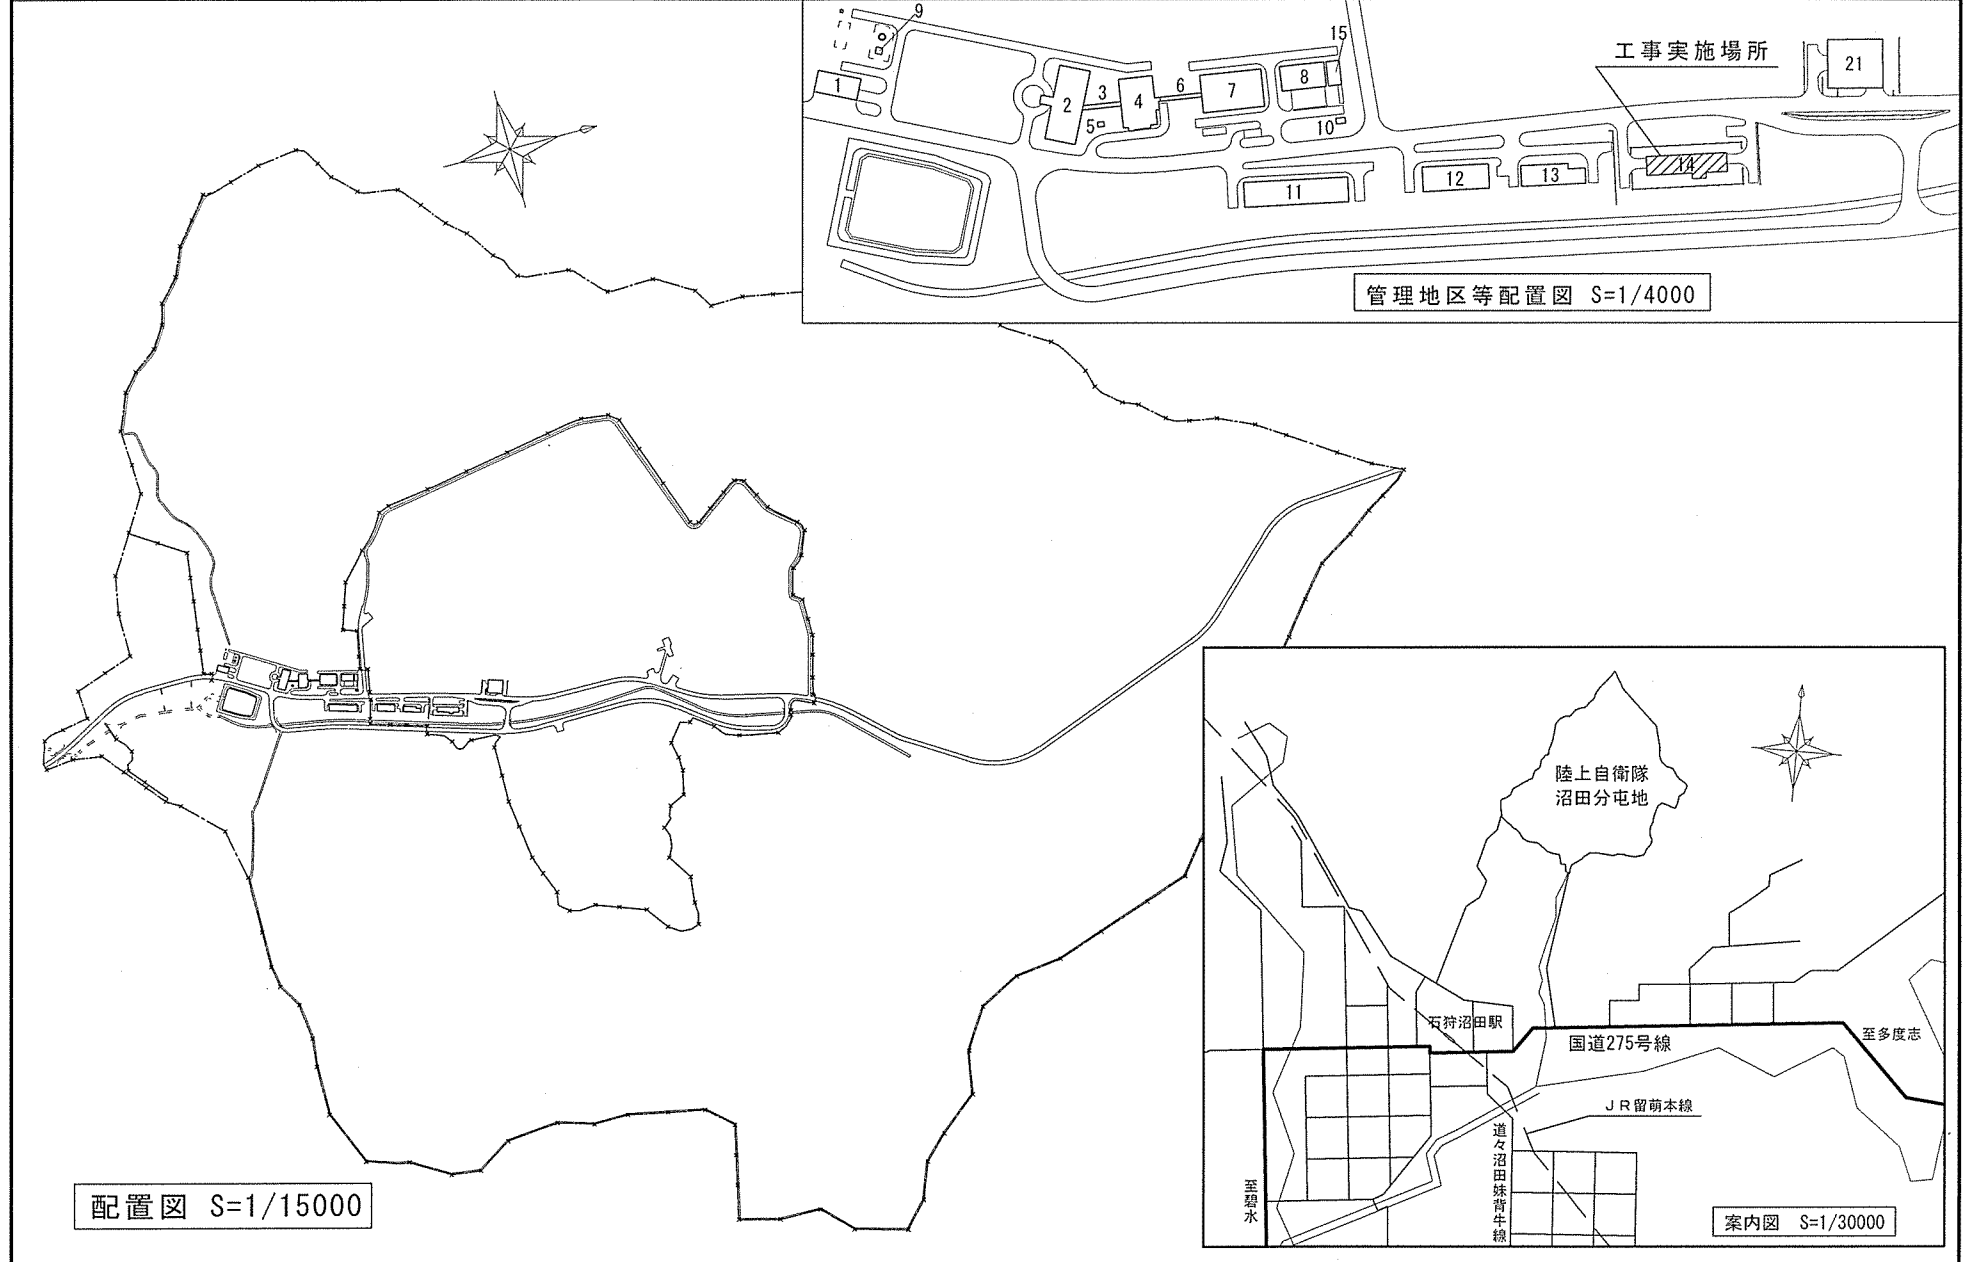 9
15
工事実施場所
21
1
2
3
4
6
7
8
5
10
14
11
12
13
管理地区等配置図 S=1/4000
陸上自衛隊
沼田分屯地
石狩沼田駅
国道275号線
至多度志
JR留萌本線
道々沼田妹背牛線
至碧水
配置図 S=1/15000
案内図 S=1/30000